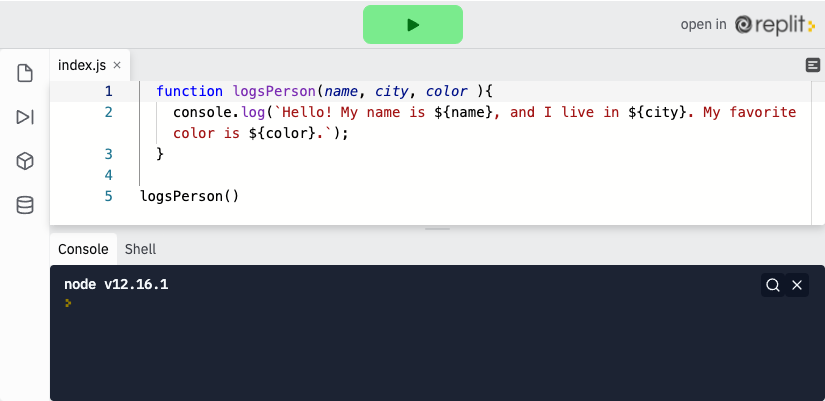 open in replit
index.js ×
1 function logsPerson(name, city, color ){
2 console.log(`Hello! My name is ${name}, and I live in ${city}. My favorite
color is ${color}.`);
3 }
4
5 logsPerson()
Console Shell
node v12.16.1